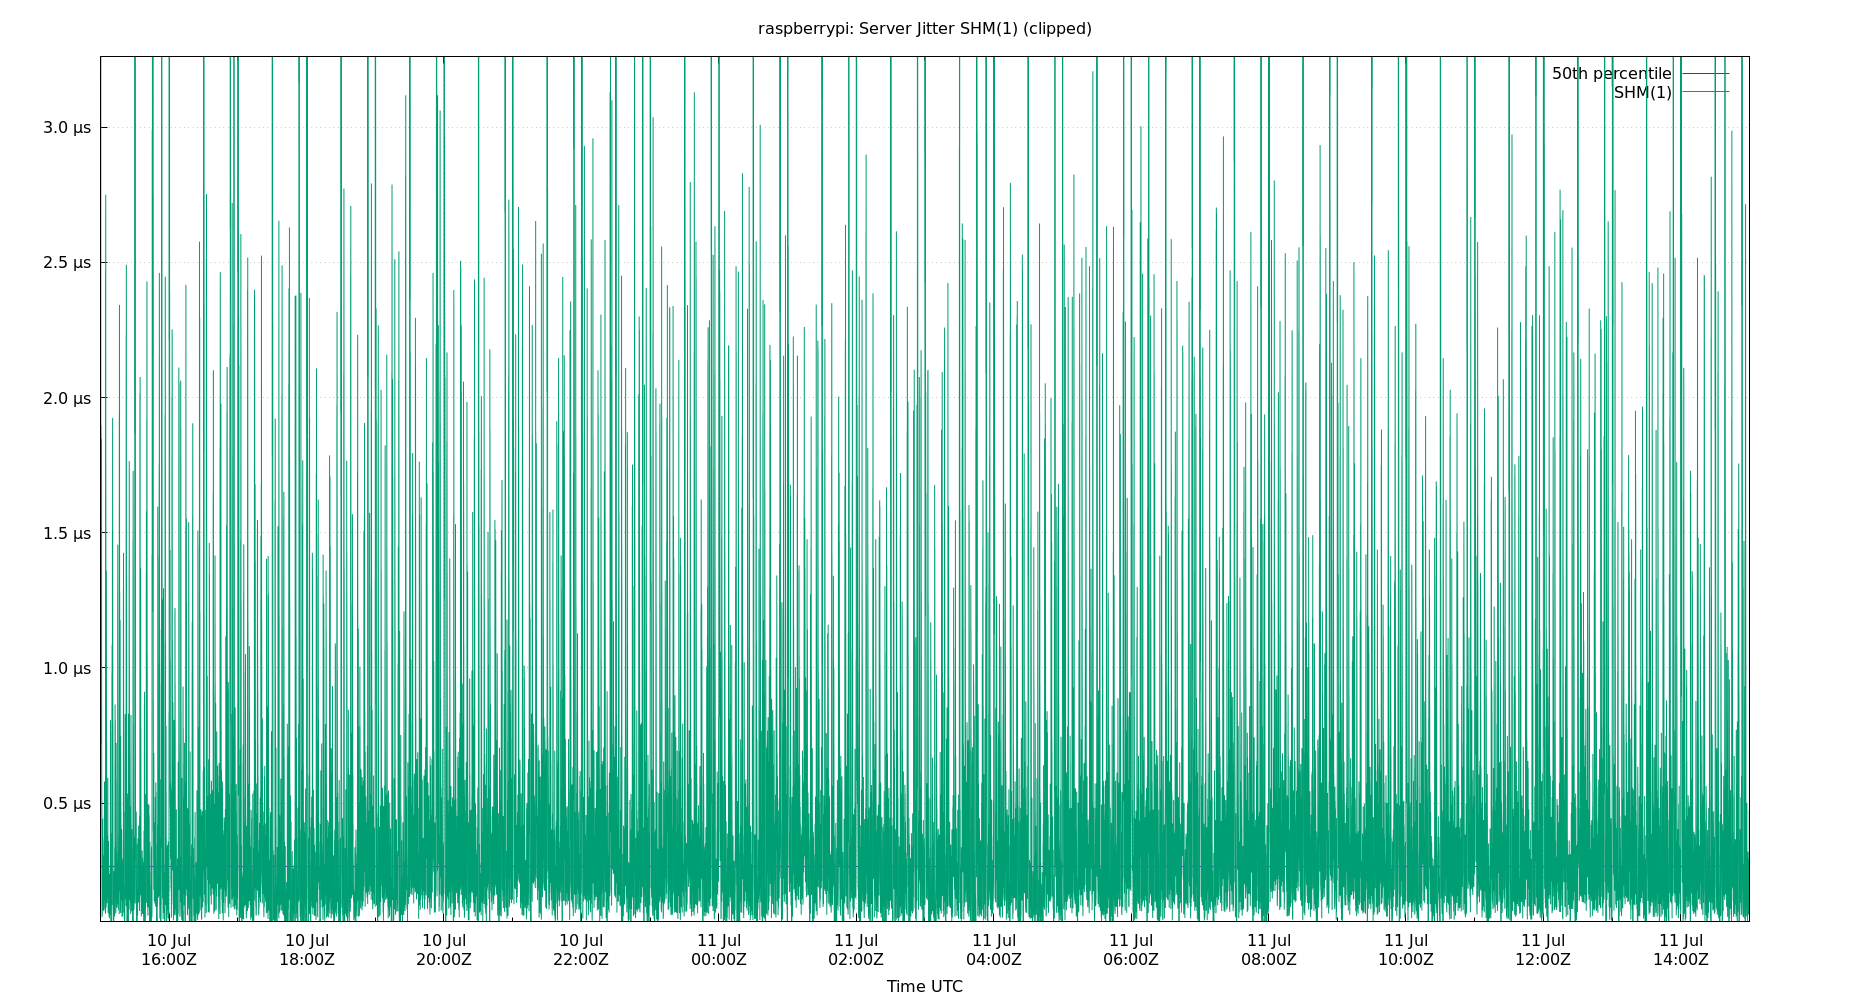 raspberrypi: Server Jitter SHM(1) (clipped)
50th percentile
SHM(1)
3.0 µs
2.5 µs
2.0 µs
1.5 µs
1.0 µs
0.5 µs
10 Jul 10 Jul 10 Jul 10 Jul 11 Jul 11 Jul 11 Jul 11 Jul 11 Jul 11 Jul 11 Jul 11 Jul
16:00Z 18:00Z 20:00Z 22:00Z 00:00Z 02:00Z 04:00Z 06:00Z 08:00Z 10:00Z 12:00Z 14:00Z
Time UTC